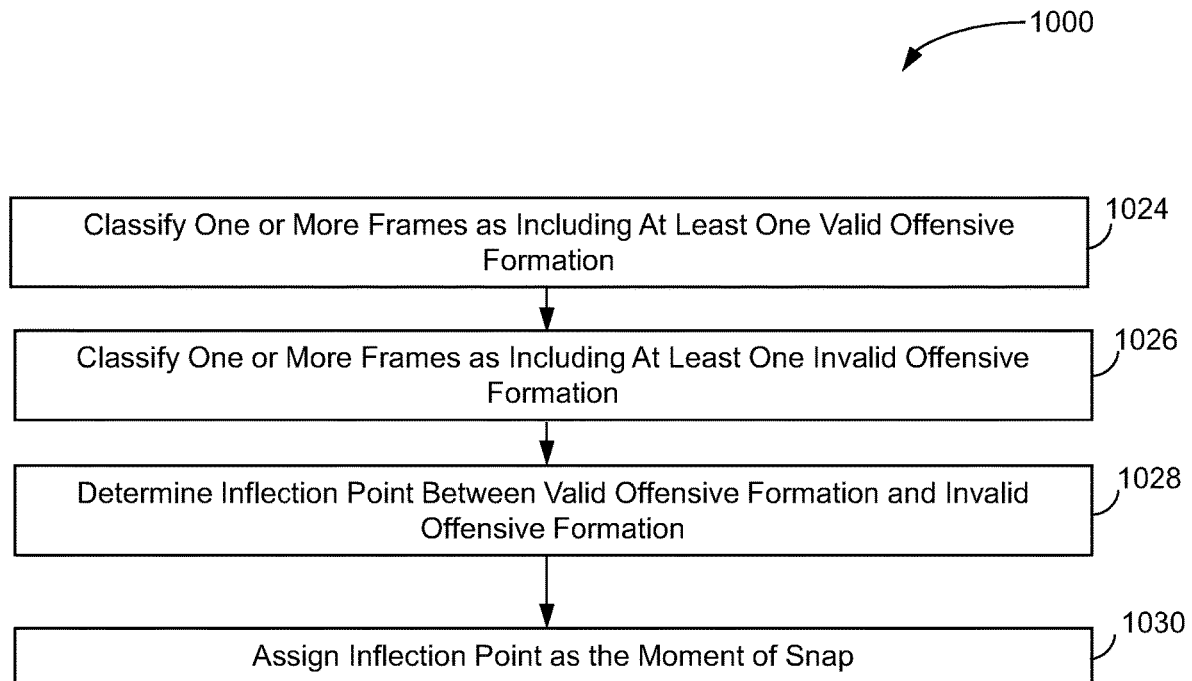 1000
Classify One or More Frames as Including At Least One Valid Offensive
Formation
1024
Classify One or More Frames as Including At Least One Invalid Offensive
Formation
1026
Determine Inflection Point Between Valid Offensive Formation and Invalid
Offensive Formation
1028
Assign Inflection Point as the Moment of Snap
1030